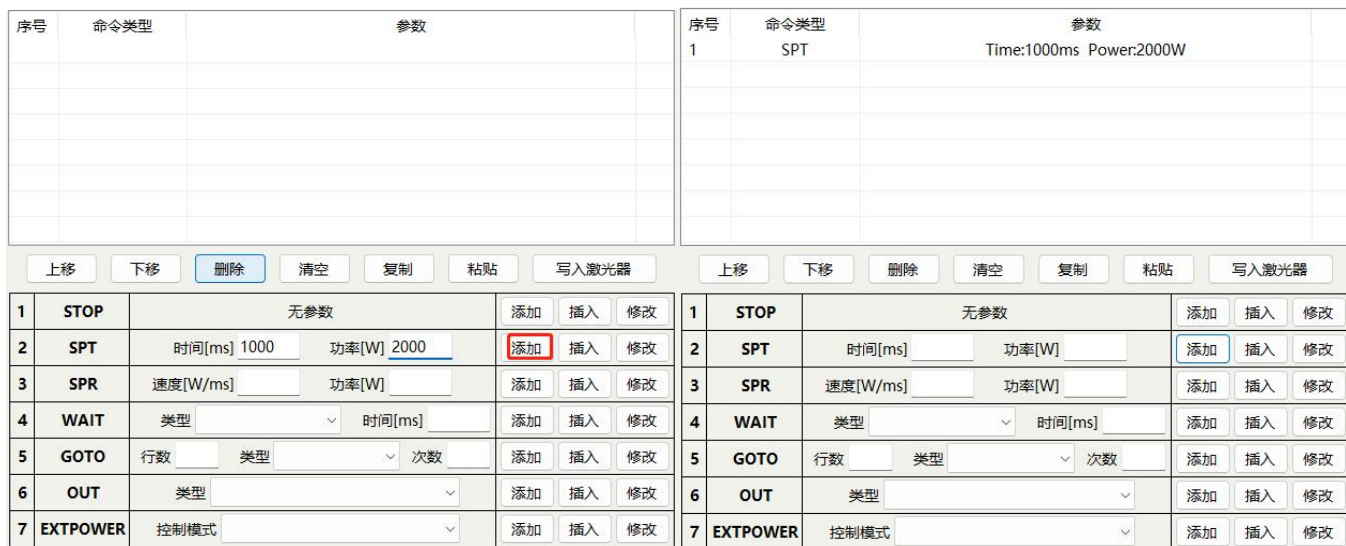 序号 命令类型 参数
上移 下移 删除 清空 复制 粘贴 写入激光器
1 STOP 无参数 添加 插入 修改
2 SPT 时间[ms] 1000 功率[W] 2000 添加 插入 修改
3 SPR 速度[W/ms] 功率[W] 添加 插入 修改
4 WAIT 类型 时间[ms] 添加 插入 修改
5 GOTO 行数 类型 次数 添加 插入 修改
6 OUT 类型 添加 插入 修改
7 EXTPOWER 控制模式 添加 插入 修改
序号 命令类型 参数
1 SPT Time:1000ms Power:2000W
上移 下移 删除 清空 复制 粘贴 写入激光器
1 STOP 无参数 添加 插入 修改
2 SPT 时间[ms] 功率[W] 添加 插入 修改
3 SPR 速度[W/ms] 功率[W] 添加 插入 修改
4 WAIT 类型 时间[ms] 添加 插入 修改
5 GOTO 行数 类型 次数 添加 插入 修改
6 OUT 类型 添加 插入 修改
7 EXTPOWER 控制模式 添加 插入 修改